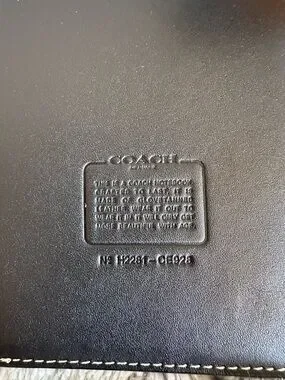 COACH
THIS IS A COACH NOTEBOOK
CRAFTED TO LAST. IT IS
MADE OF GLOVETANNED
LEATHER. WEAR IT OUT TO
WEAR IT IN. IT WILL ONLY GET
MORE BEAUTIFUL WITH AGE.
Nº H2281-CE928